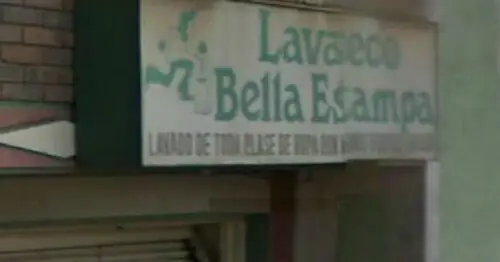 Lavaseco
Bella Estampa
LAVADO DE TODA CLASE DE ROPA